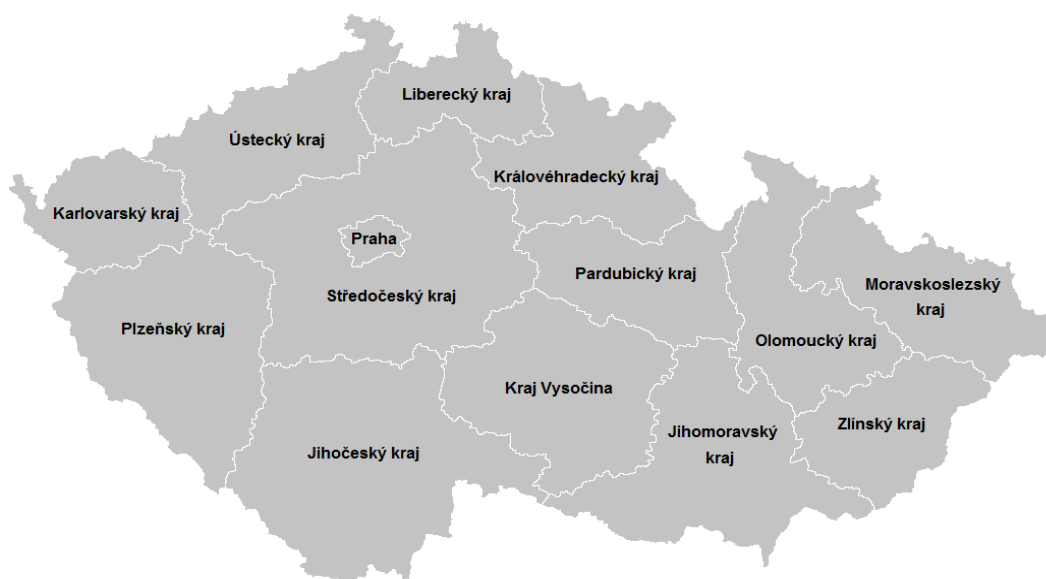 Liberecký kraj
Ústecký kraj
Královéhradecký kraj
Karlovarský kraj
Praha
Pardubický kraj
Moravskoslezský
kraj
Středočeský kraj
Plzeňský kraj
Olomoucký kraj
Kraj Vysočina
Zlínský kraj
Jihomoravský
kraj
Jihočeský kraj